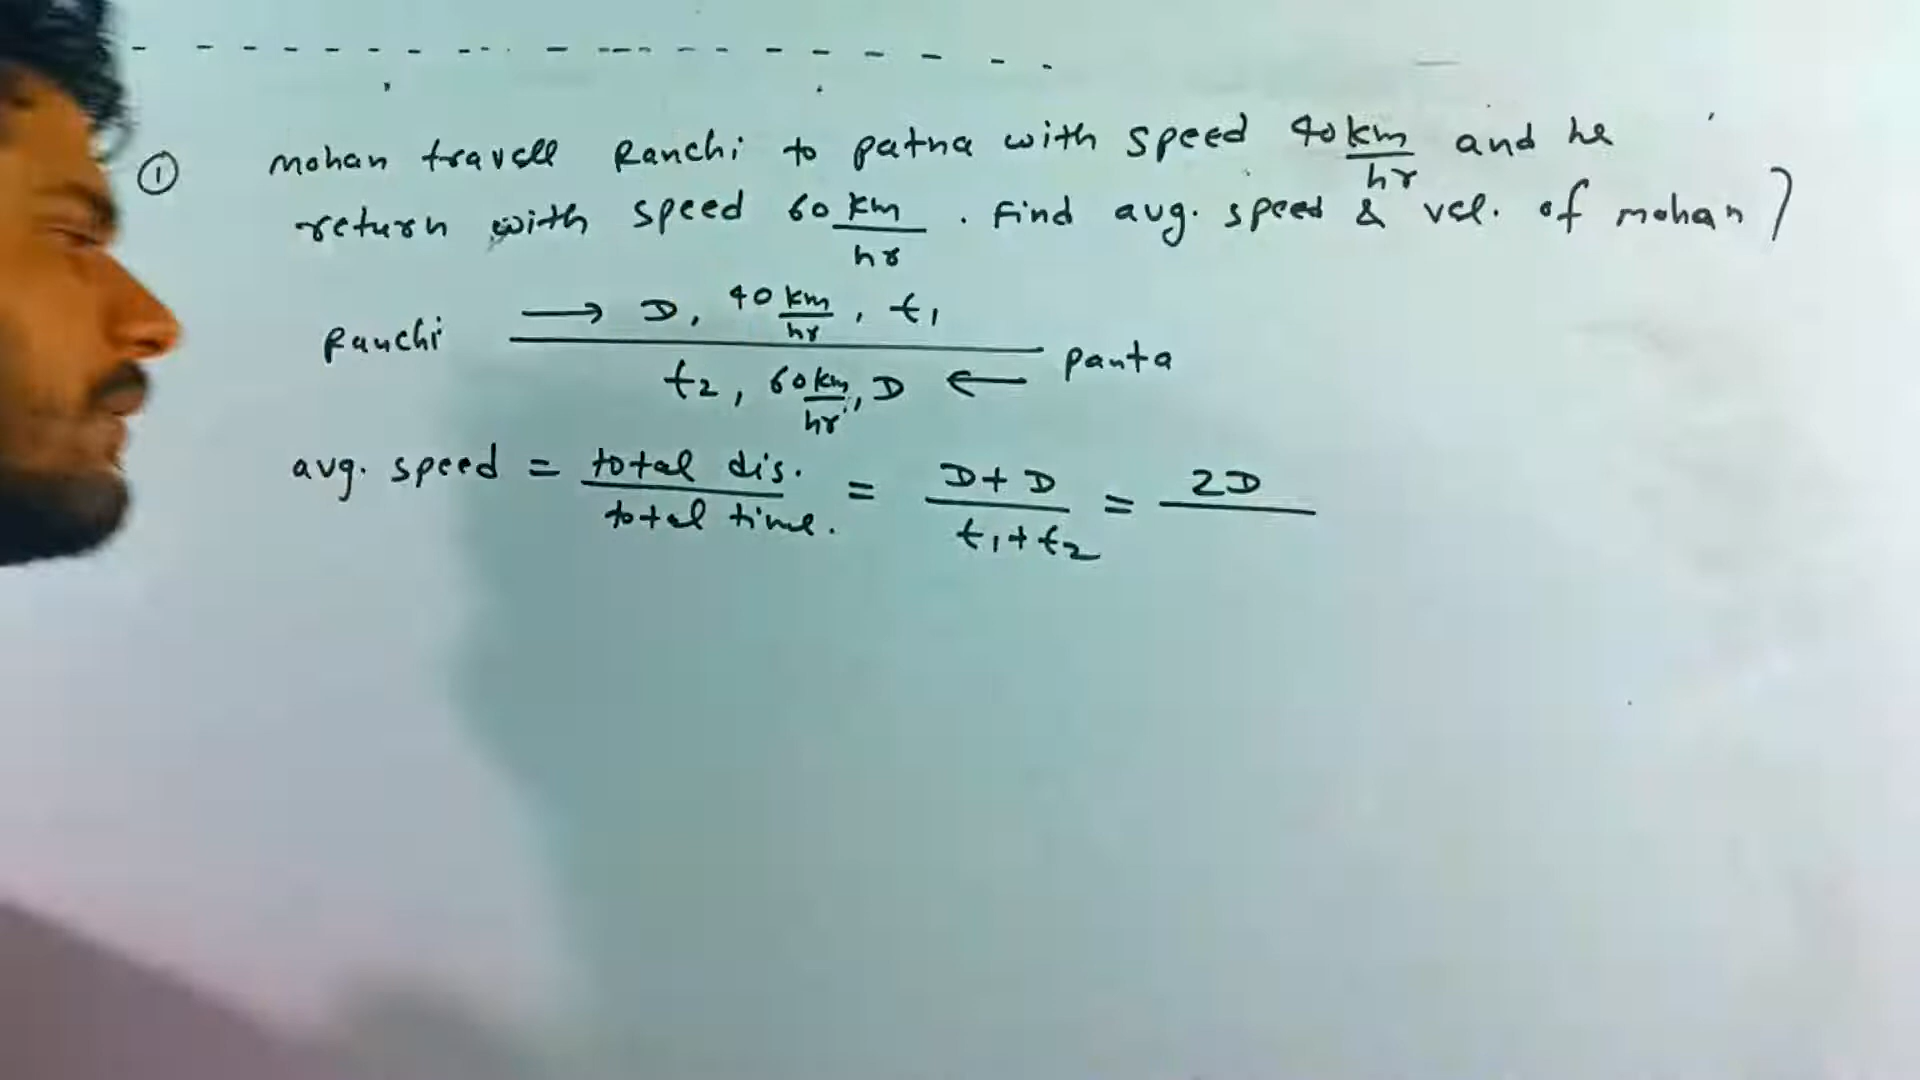 ① Mohan travell Ranchi to patna with speed 40 km/hr and he
return with speed 60 km/hr . Find avg. speed & vel. of mohan ?
→ D, 40 km/hr , t₁
Ranchi
panta
t₂, 60 km/hr, D ←
avg. speed = total dis. / total time. = D+D / t₁+t₂ = 2D